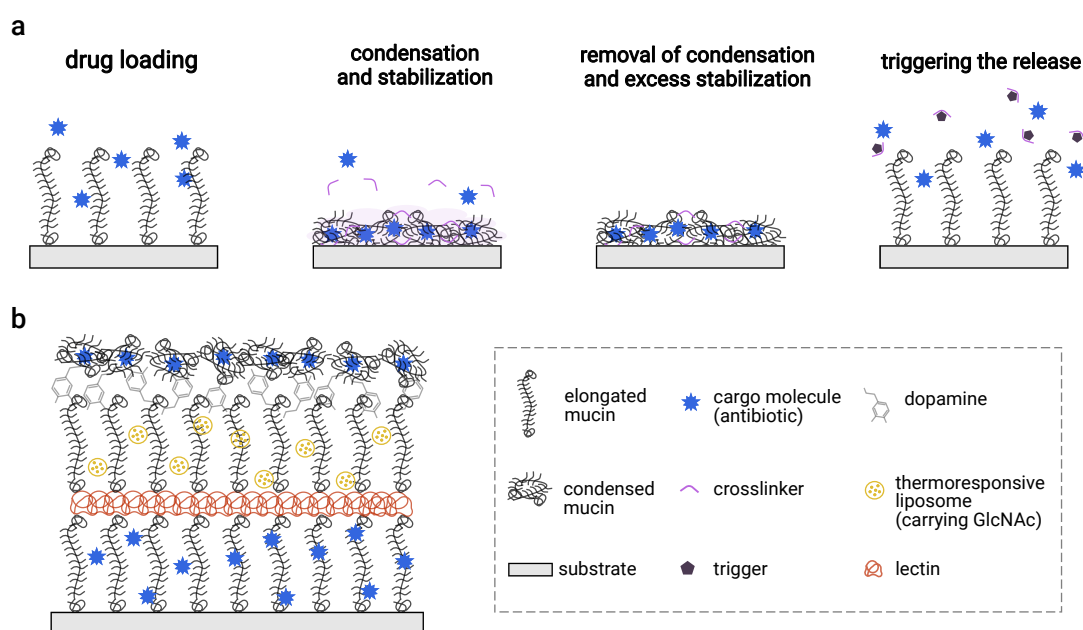 a
drug loading
condensation
and stabilization
removal of condensation
and excess stabilization
triggering the release
b
elongated
mucin
cargo molecule
(antibiotic)
dopamine
condensed
mucin
crosslinker
thermoresponsive
liposome
(carrying GlcNAc)
substrate
trigger
lectin